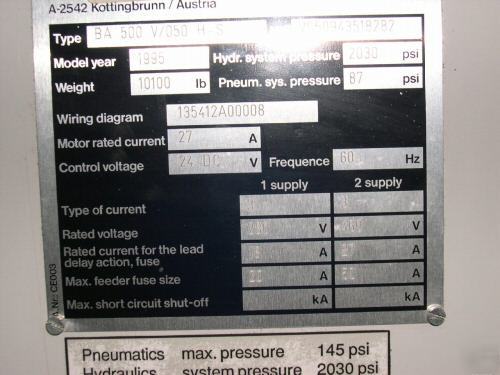 A-2542 Kottingbrunn / Austria
Type BA 500 V/050 H-S
Model year 1995 Hydr. system pressure 2030 psi
Weight 10100 lb Pneum. sys. pressure 87 psi
Wiring diagram 135412A00008
Motor rated current 27 A
Control voltage 24 DC V Frequency 60 Hz
1 supply 2 supply
Type of current
Rated voltage V V
Rated current for the lead delay action, fuse A 27 A
Max. feeder fuse size A A
Max. short circuit shut-off kA kA
CE003
Pneumatics max. pressure 145 psi
Hydraulics system pressure 2030 psi